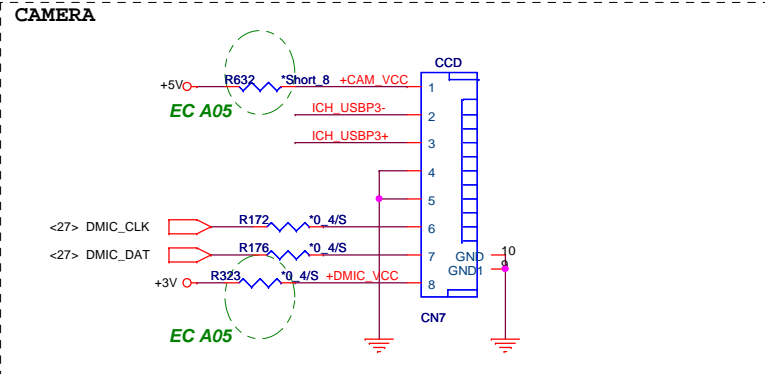 CAMERA
CCD
+5V R632 *Short_8 +CAM_VCC 1
EC A05
ICH_USBP3- 2
ICH_USBP3+ 3
4
5
<27> DMIC_CLK R172 *0_4/S 6
<27> DMIC_DAT R176 *0_4/S 7 GND 10
GND1 9
+3V R323 *0_4/S +DMIC_VCC 8
CN7
EC A05